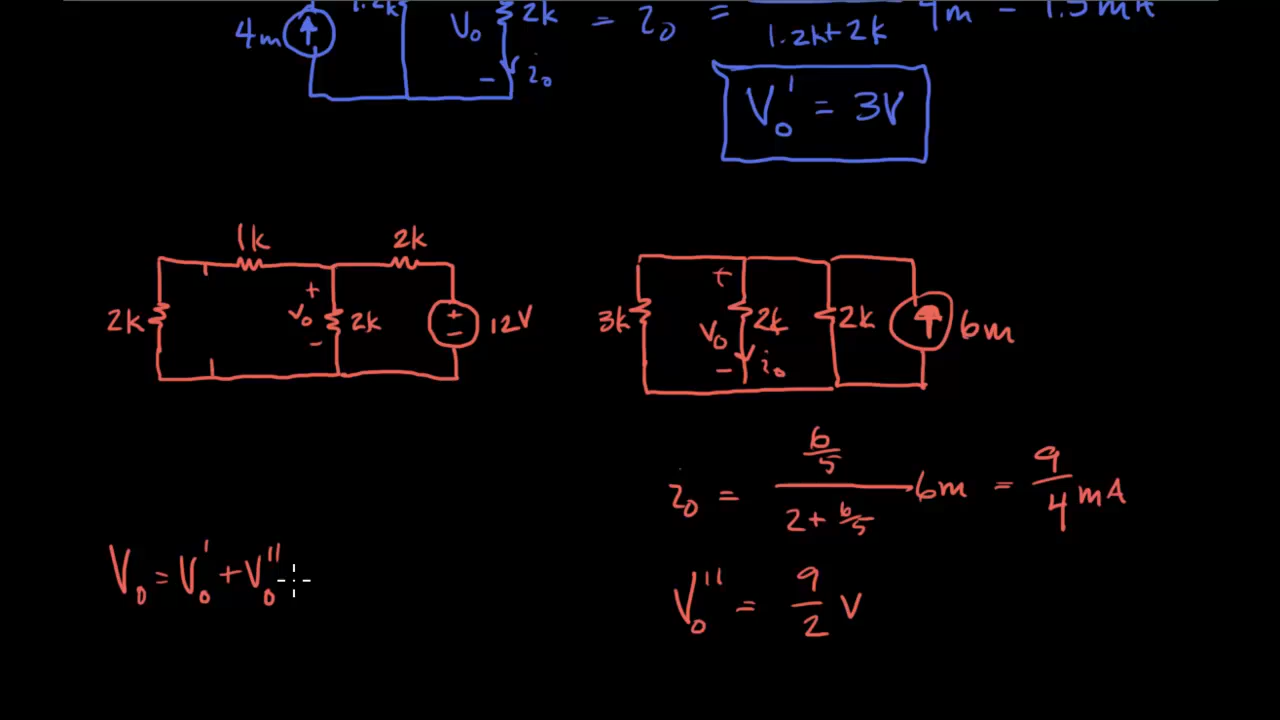 4m 1.2k V₀ 2k i₀ = i₀ = 1.2k+2k 4m - 1.5mA
-
V₀' = 3V
1k 2k
2k + V₀ - 2k + - 12V
3k + V₀ - 2k i₀ 2k 6m
i₀ = (6/5)/(2 + 6/5) 6m = 9/4 mA
V₀ = V₀' + V₀''
V₀'' = 9/2 V